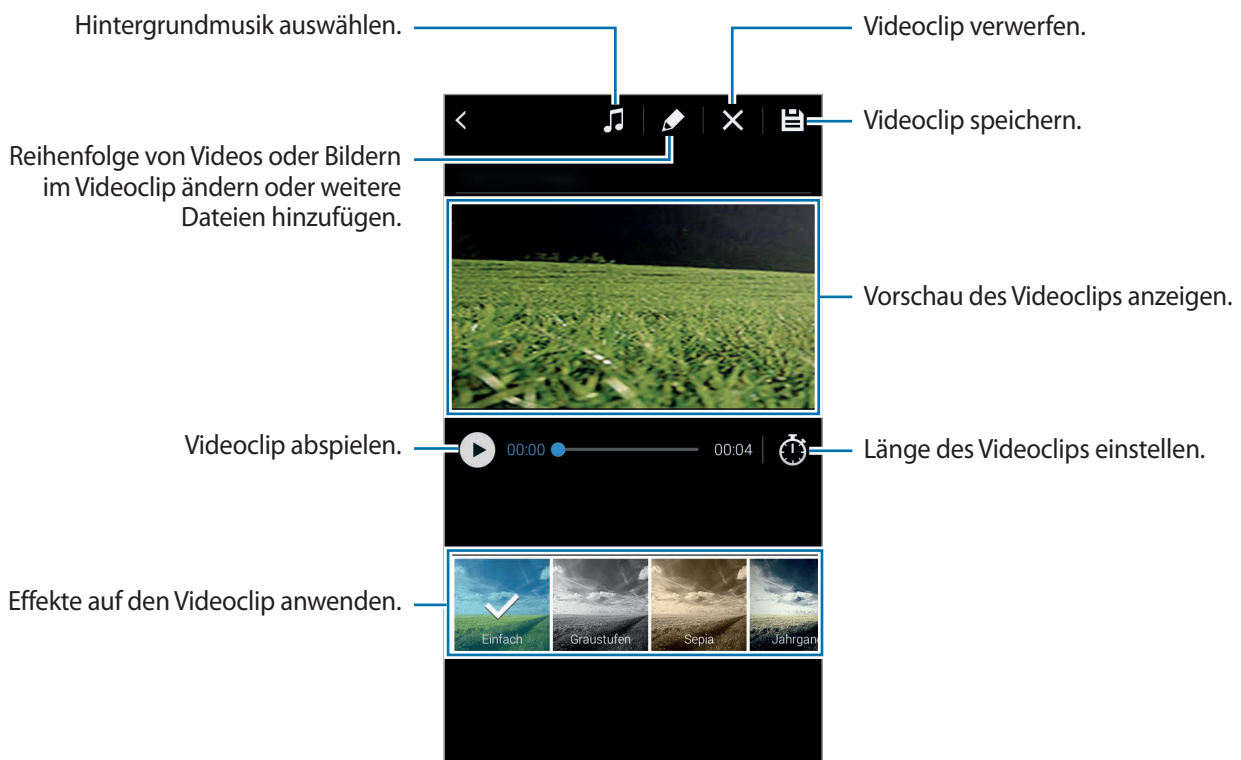 Hintergrundmusik auswählen.
Videoclip verwerfen.
Videoclip speichern.
Reihenfolge von Videos oder Bildern
im Videoclip ändern oder weitere
Dateien hinzufügen.
Vorschau des Videoclips anzeigen.
Videoclip abspielen.
00:00
00:04
Länge des Videoclips einstellen.
Effekte auf den Videoclip anwenden.
Einfach
Graustufen
Sepia
Jahrgan